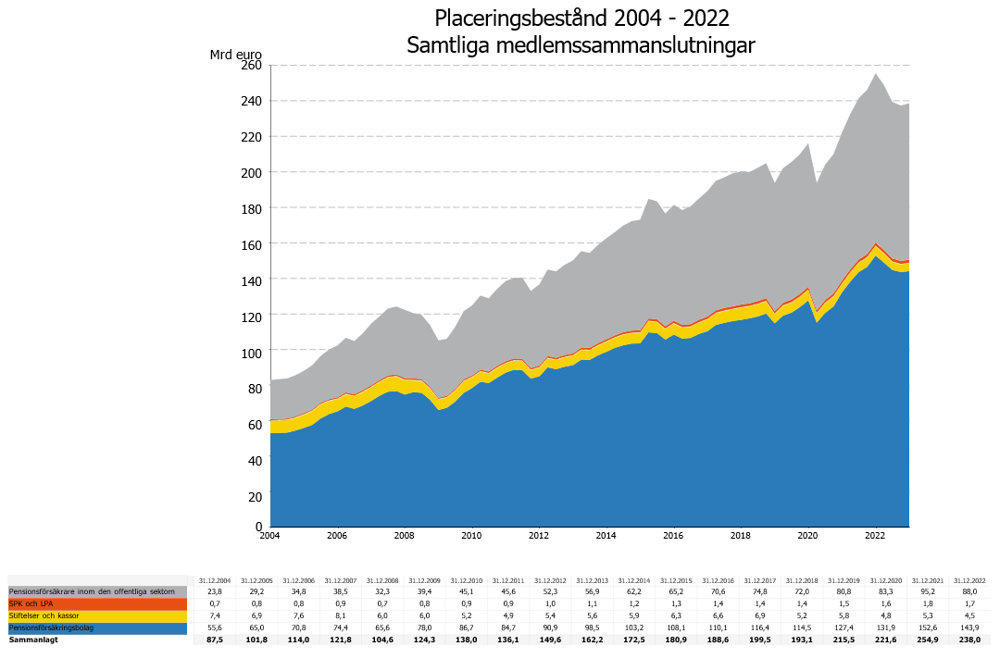 Placeringsbestånd 2004 - 2022
Samtliga medlemssammanslutningar
Mrd euro
260
240
220
200
180
160
140
120
100
80
60
40
20
0
2004 2006 2008 2010 2012 2014 2016 2018 2020 2022
31.12.2004 31.12.2005 31.12.2006 31.12.2007 31.12.2008 31.12.2009 31.12.2010 31.12.2011 31.12.2012 31.12.2013 31.12.2014 31.12.2015 31.12.2016 31.12.2017 31.12.2018 31.12.2019 31.12.2020 31.12.2021 31.12.2022
Pensionsförsäkrare inom den offentliga sektorn 23,8 29,2 34,8 38,5 32,3 39,4 45,1 45,6 52,3 56,9 62,2 65,2 70,6 74,8 72,0 80,8 83,3 95,2 88,0
SPK och LPA 0,7 0,8 0,8 0,9 0,7 0,8 0,9 0,9 1,0 1,1 1,2 1,3 1,4 1,4 1,4 1,5 1,6 1,8 1,7
Stiftelser och kassor 7,4 6,9 7,6 8,1 6,0 6,0 5,2 4,9 5,4 5,6 5,9 6,3 6,6 6,9 5,2 5,8 4,8 5,3 4,5
Pensionsförsäkringsbolag 55,6 65,0 70,8 74,4 65,6 78,0 86,7 84,7 90,9 98,5 103,2 108,1 110,1 116,4 114,5 127,4 131,9 152,6 143,9
Sammanlagt 87,5 101,8 114,0 121,8 104,6 124,3 138,0 136,1 149,6 162,2 172,5 180,9 188,6 199,5 193,1 215,5 221,6 254,9 238,0